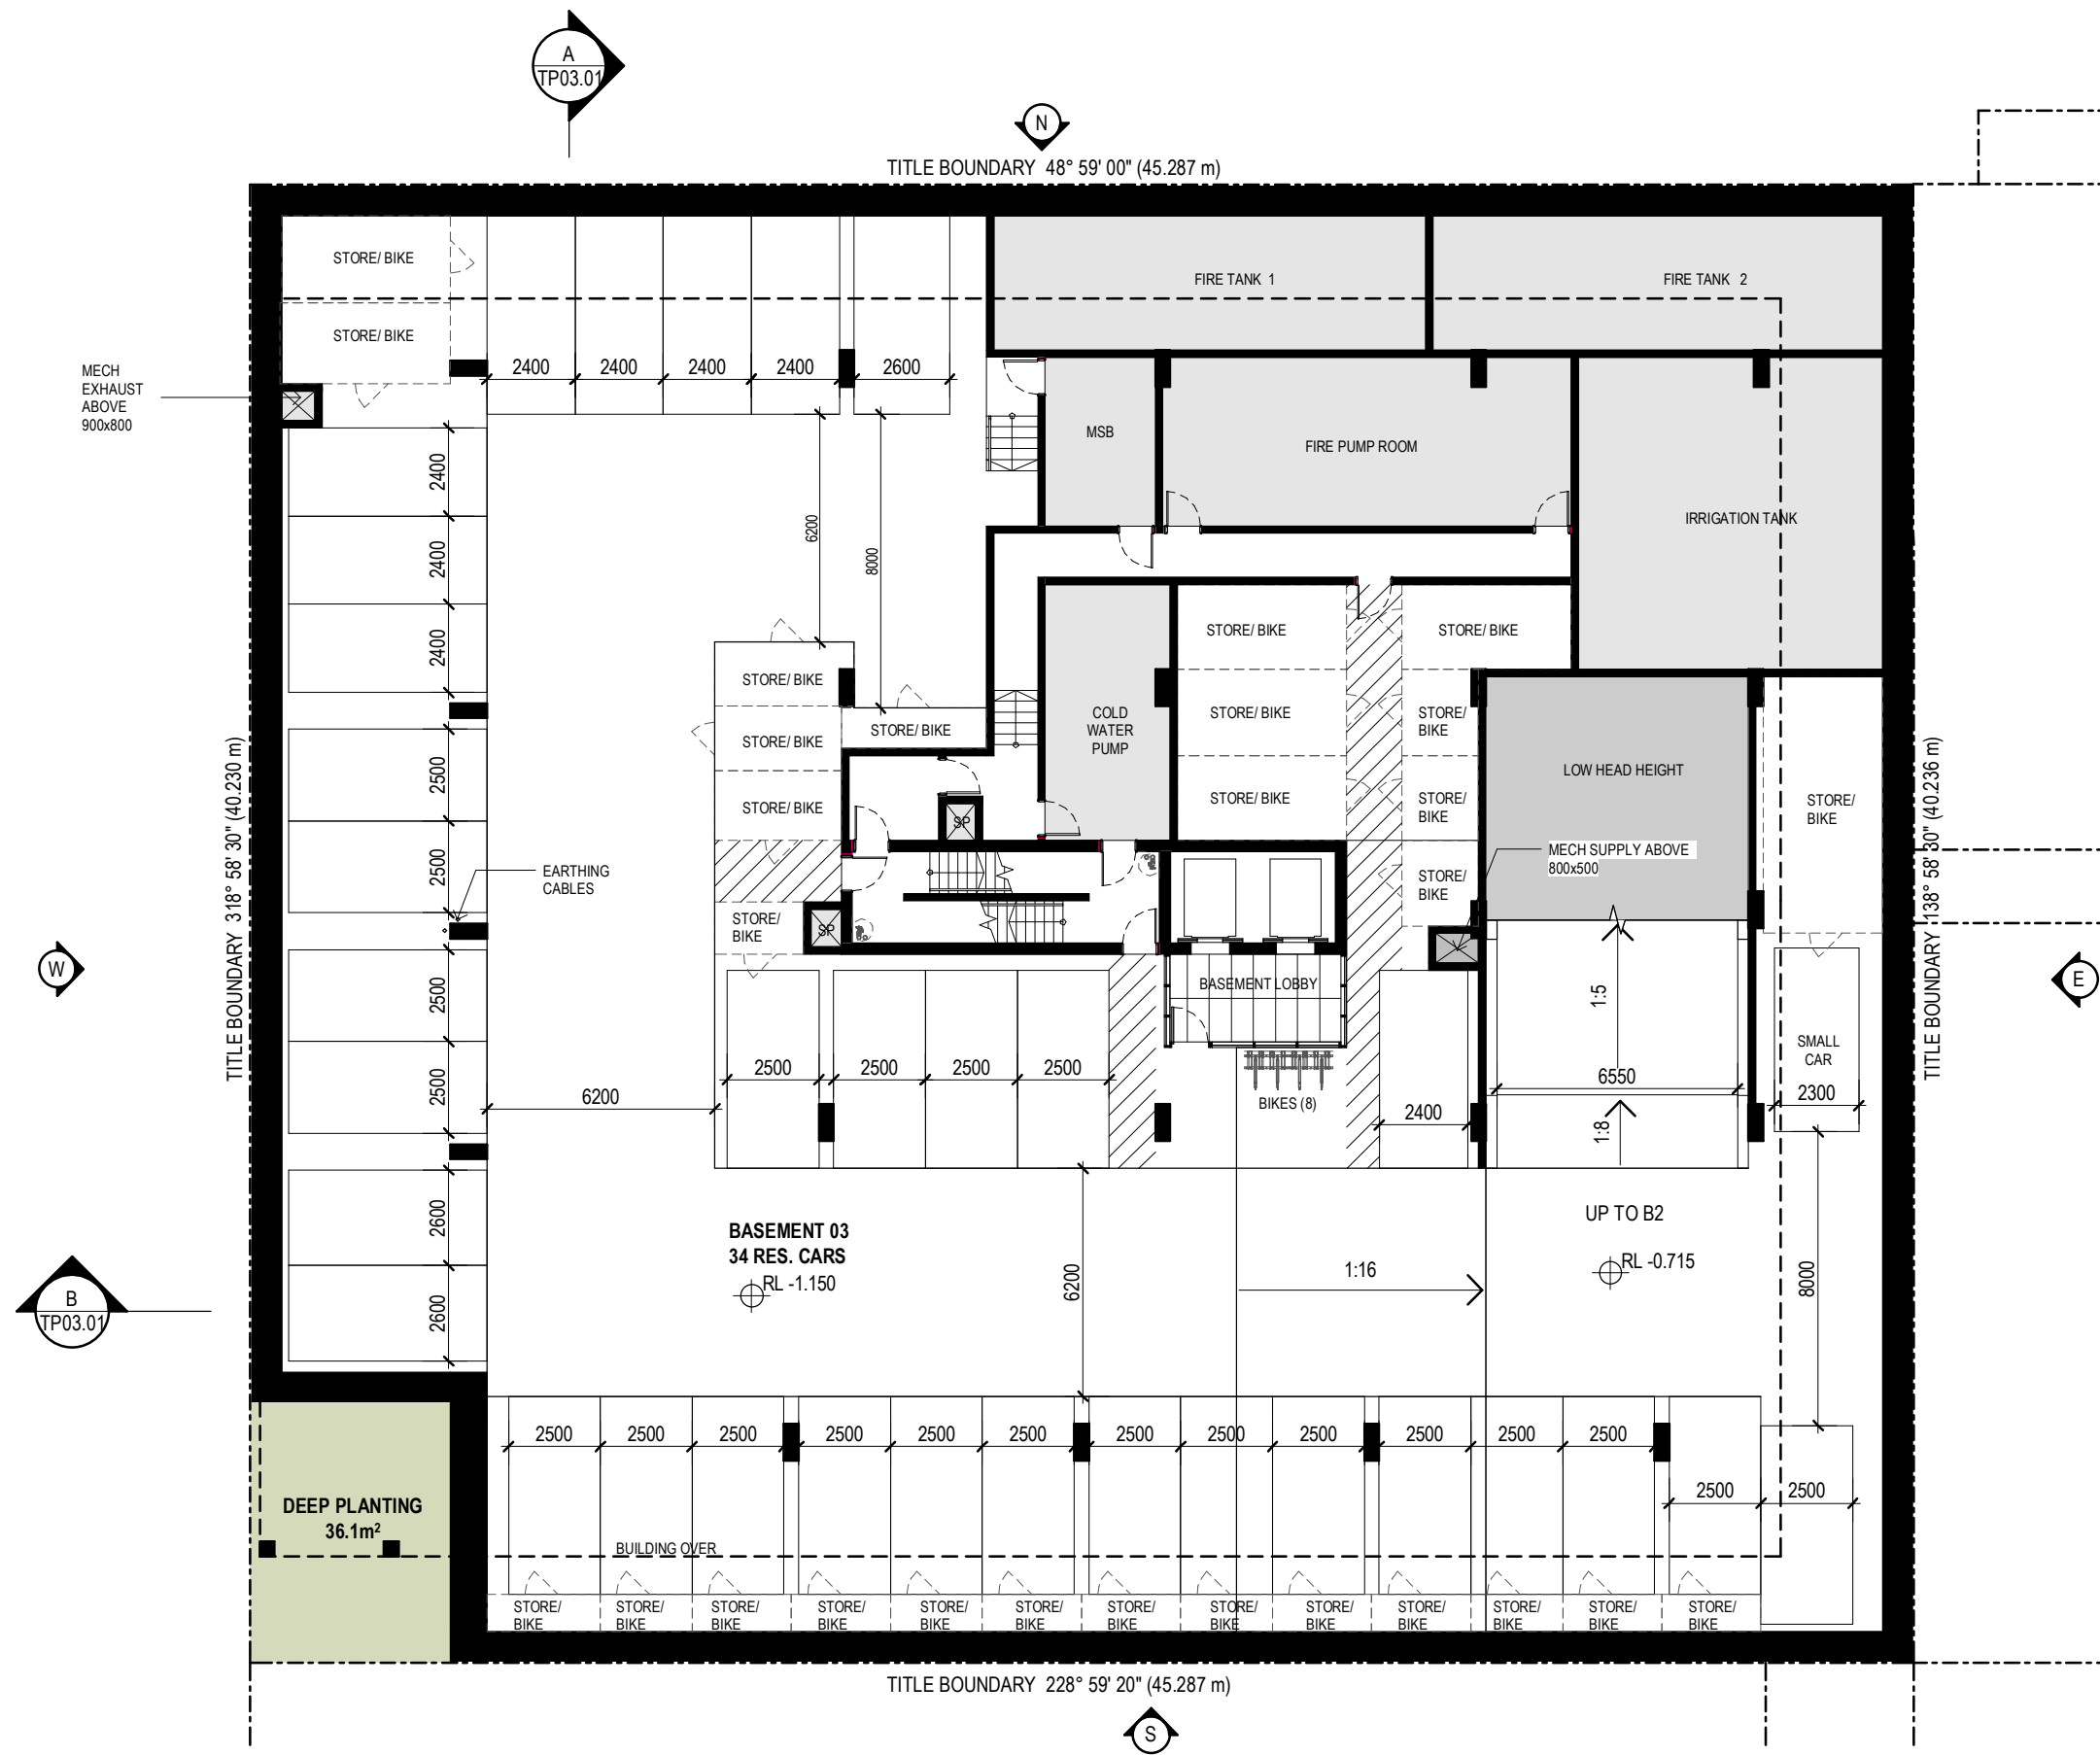 A
TP03.01
N
TITLE BOUNDARY 48° 59' 00" (45.287 m)
STORE/ BIKE
STORE/ BIKE
FIRE TANK 1
FIRE TANK 2
MECH
EXHAUST
ABOVE
900x800
2400
2400
2400
2400
2600
MSB
FIRE PUMP ROOM
IRRIGATION TANK
2400
2400
2400
6200
8000
STORE/ BIKE
STORE/ BIKE
STORE/ BIKE
STORE/ BIKE
COLD
WATER
PUMP
STORE/ BIKE
STORE/ BIKE
STORE/ BIKE
STORE/ BIKE
STORE/
BIKE
STORE/
BIKE
STORE/
BIKE
LOW HEAD HEIGHT
STORE/
BIKE
MECH SUPPLY ABOVE
800x500
SP
SP
STORE/
BIKE
EARTHING
CABLES
2500
2500
2500
2500
TITLE BOUNDARY 318° 58' 30" (40.230 m)
TITLE BOUNDARY 138° 58' 30" (40.236 m)
W
E
BASEMENT LOBBY
1:5
SMALL
CAR
2300
6550
1:8
2500
2500
2500
2500
6200
BIKES (8)
2400
2600
2600
B
TP03.01
BASEMENT 03
34 RES. CARS
RL -1.150
6200
1:16
UP TO B2
RL -0.715
8000
2500
2500
2500
2500
2500
2500
2500
2500
2500
2500
2500
2500
2500
2500
DEEP PLANTING
36.1m²
BUILDING OVER
STORE/
BIKE
STORE/
BIKE
STORE/
BIKE
STORE/
BIKE
STORE/
BIKE
STORE/
BIKE
STORE/
BIKE
STORE/
BIKE
STORE/
BIKE
STORE/
BIKE
STORE/
BIKE
STORE/
BIKE
STORE/
BIKE
TITLE BOUNDARY 228° 59' 20" (45.287 m)
S